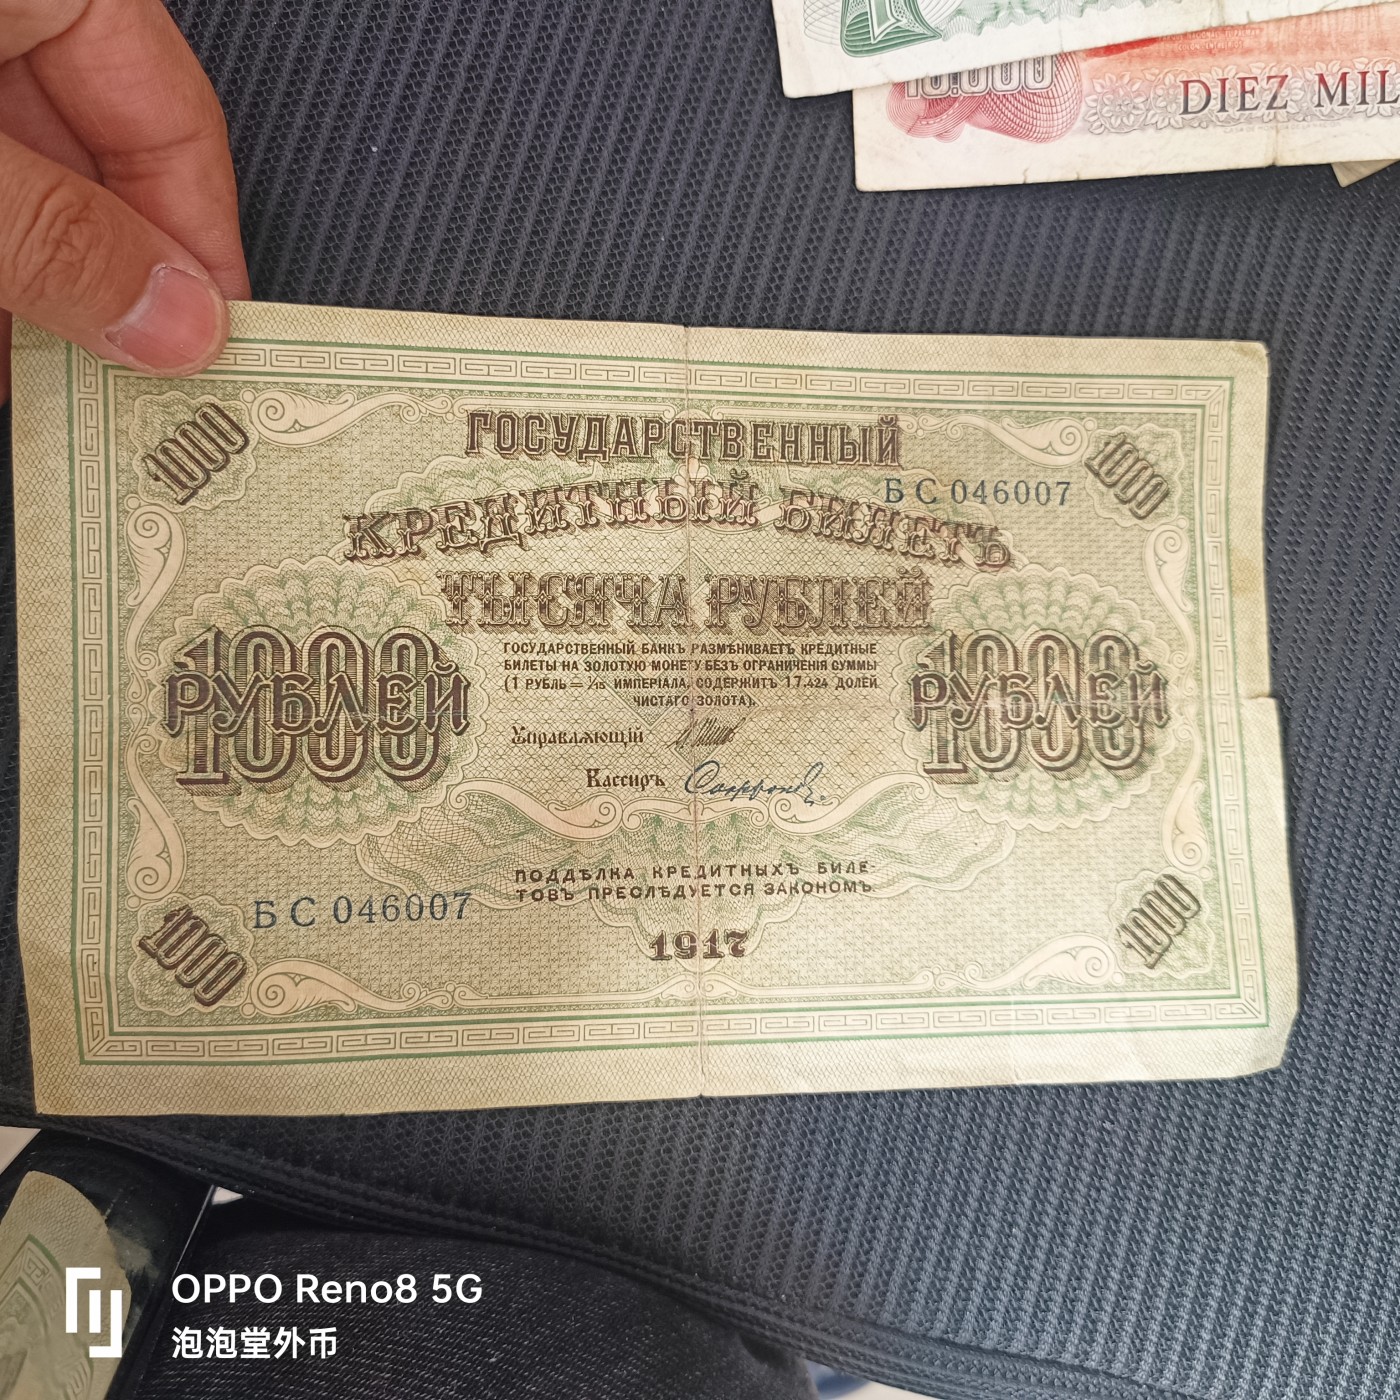 10.000
DIEZ MIL
1000
ГОСУДАРСТВЕННЫЙ
1000
БС 046007
КРЕДИТНЫЙ БИЛЕТЪ
ТЫСЯЧА РУБЛЕЙ
1000
РУБЛЕЙ
1000
РУБЛЕЙ
ГОСУДАРСТВЕННЫЙ БАНКЪ РАЗМѢНИВАЕТЪ КРЕДИТНЫЕ
БИЛЕТЫ НА ЗОЛОТУЮ МОНЕТУ БЕЗЪ ОГРАНИЧЕНІЯ СУММЫ
(1 РУБЛЬ = 1/15 ИМПЕРІАЛА, СОДЕРЖИТЪ 17.424 ДОЛЕЙ
ЧИСТАГО ЗОЛОТА).
Управляющій
Кассиръ
ПОДДѢЛКА КРЕДИТНЫХЪ БИЛЕ-
ТОВЪ ПРЕСЛѢДУЕТСЯ ЗАКОНОМЪ.
БС 046007
1917
1000
1000
OPPO Reno8 5G
泡泡堂外币